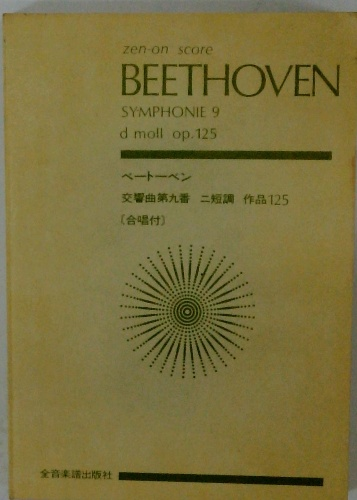 zen-on score
BEETHOVEN
SYMPHONIE 9
d moll op.125
ベートーベン
交響曲第九番 ニ短調 作品125
〔合唱付〕
全音楽譜出版社